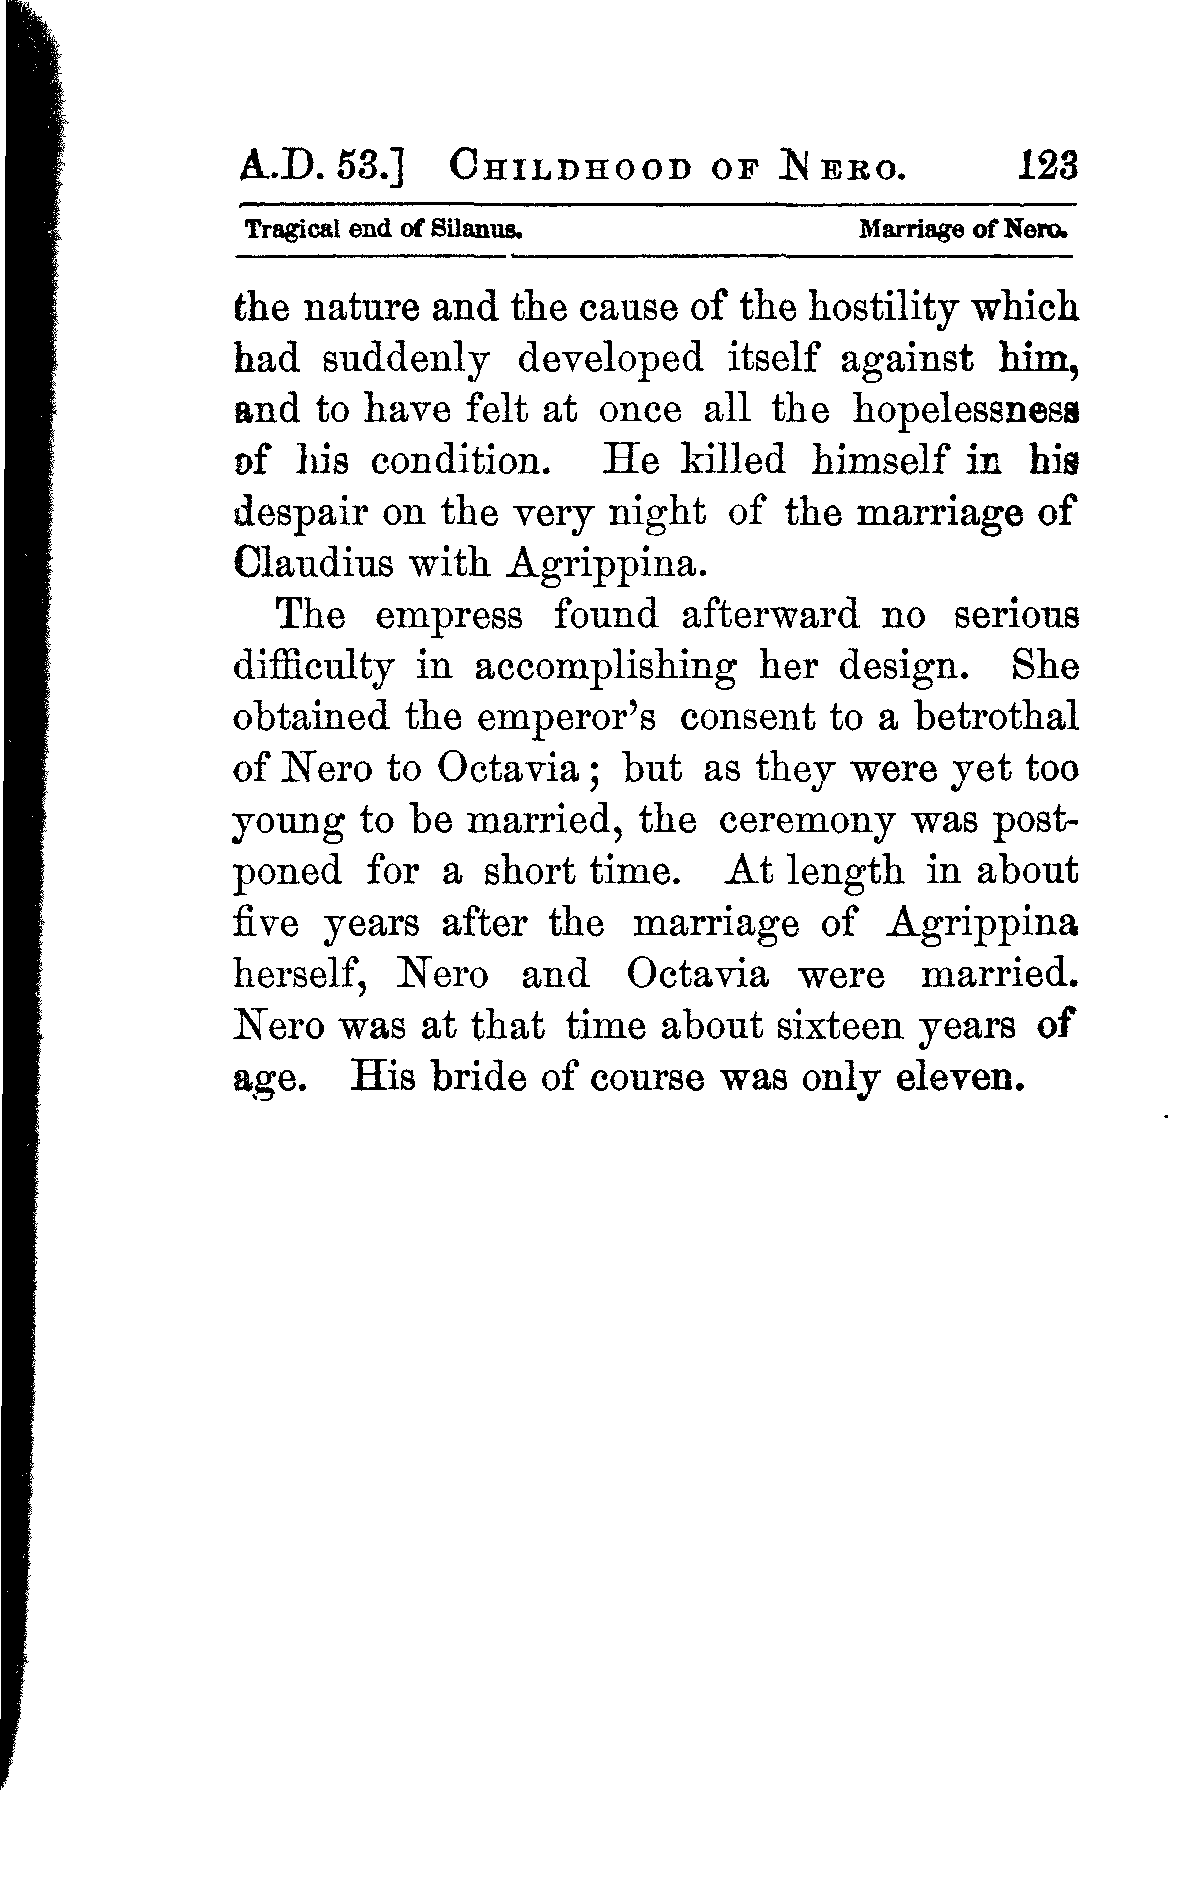 A.D. 53.] CHILDHOOD OF NERO. 123
Tragical end of Silanus. Marriage of Nero.
the nature and the cause of the hostility which
had suddenly developed itself against him,
and to have felt at once all the hopelessness
of his condition. He killed himself in his
despair on the very night of the marriage of
Claudius with Agrippina.
The empress found afterward no serious
difficulty in accomplishing her design. She
obtained the emperor's consent to a betrothal
of Nero to Octavia; but as they were yet too
young to be married, the ceremony was post-
poned for a short time. At length in about
five years after the marriage of Agrippina
herself, Nero and Octavia were married.
Nero was at that time about sixteen years of
age. His bride of course was only eleven.